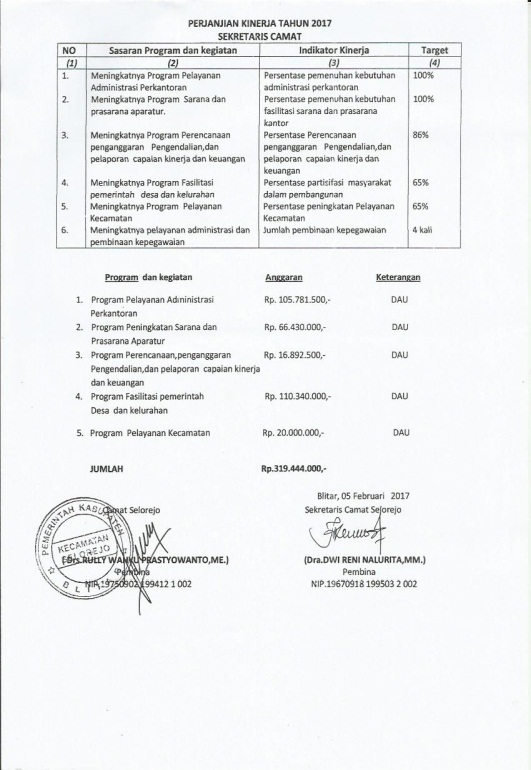 PERJANJIAN KINERJA TAHUN 2017
SEKRETARIS CAMAT
NO Sasaran Program dan kegiatan Indikator Kinerja Target
(1) (2) (3) (4)
1. Meningkatnya Program Pelayanan Administrasi Perkantoran Persentase pemenuhan kebutuhan administrasi perkantoran 100%
2. Meningkatnya Program Sarana dan prasarana aparatur. Persentase pemenuhan kebutuhan fasilitasi sarana dan prasarana kantor 100%
3. Meningkatnya Program Perencanaan penganggaran Pengendalian,dan pelaporan capaian kinerja dan keuangan Persentase Perencanaan penganggaran Pengendalian,dan pelaporan capaian kinerja dan keuangan 86%
4. Meningkatnya Program Fasilitasi pemerintah desa dan kelurahan Persentase partisifasi masyarakat dalam pembangunan 65%
5. Meningkatnya Program Pelayanan Kecamatan Persentase peningkatan Pelayanan Kecamatan 65%
6. Meningkatnya pelayanan administrasi dan pembinaan kepegawaian Jumlah pembinaan kepegawaian 4 kali
Program dan kegiatan Anggaran Keterangan
1. Program Pelayanan Administrasi Rp. 105.781.500,- DAU
Perkantoran
2. Program Peningkatan Sarana dan Rp. 66.430.000,- DAU
Prasarana Aparatur
3. Program Perencanaan,penganggaran Rp. 16.892.500,- DAU
Pengendalian,dan pelaporan capaian kinerja
dan keuangan
4. Program Fasilitasi pemerintah Rp. 110.340.000,- DAU
Desa dan kelurahan
5. Program Pelayanan Kecamatan Rp. 20.000.000,- DAU
JUMLAH Rp.319.444.000,-
Blitar, 05 Februari 2017
Camat Selorejo Sekretaris Camat Selorejo
PEMERINTAH KABUPATEN
KECAMATAN
SELOREJO
BLITAR
(Drs.RULLY WAHYU PRASTYOWANTO,ME.) (Dra.DWI RENI NALURITA,MM.)
Pembina Pembina
NIP.19750902 199412 1 002 NIP.19670918 199503 2 002